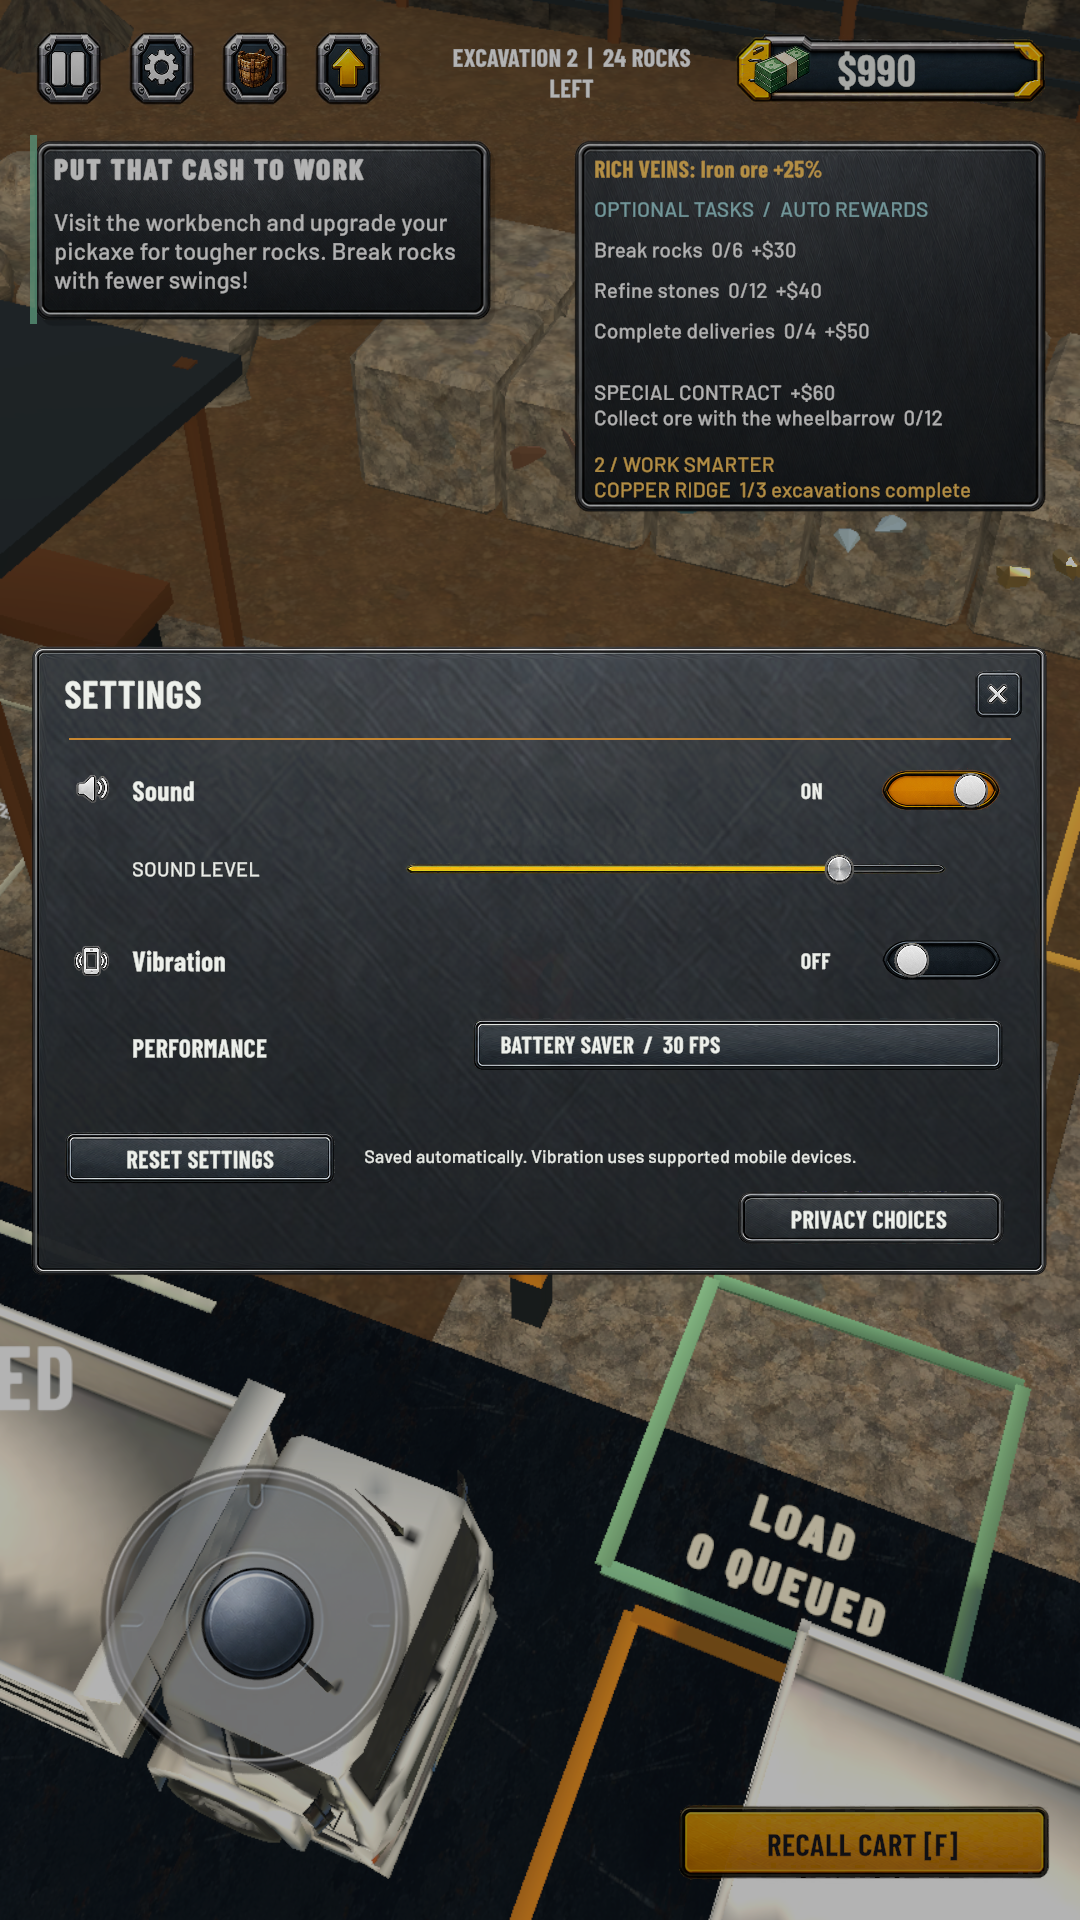 EXCAVATION 2 | 24 ROCKS
LEFT
$990
PUT THAT CASH TO WORK
Visit the workbench and upgrade your
pickaxe for tougher rocks. Break rocks
with fewer swings!
RICH VEINS: Iron ore +25%
OPTIONAL TASKS / AUTO REWARDS
Break rocks 0/6 +$30
Refine stones 0/12 +$40
Complete deliveries 0/4 +$50
SPECIAL CONTRACT +$60
Collect ore with the wheelbarrow 0/12
2 / WORK SMARTER
COPPER RIDGE 1/3 excavations complete
SETTINGS
Sound ON
SOUND LEVEL
Vibration OFF
PERFORMANCE BATTERY SAVER / 30 FPS
RESET SETTINGS Saved automatically. Vibration uses supported mobile devices.
PRIVACY CHOICES
ED
LOAD
0 QUEUED
RECALL CART [F]